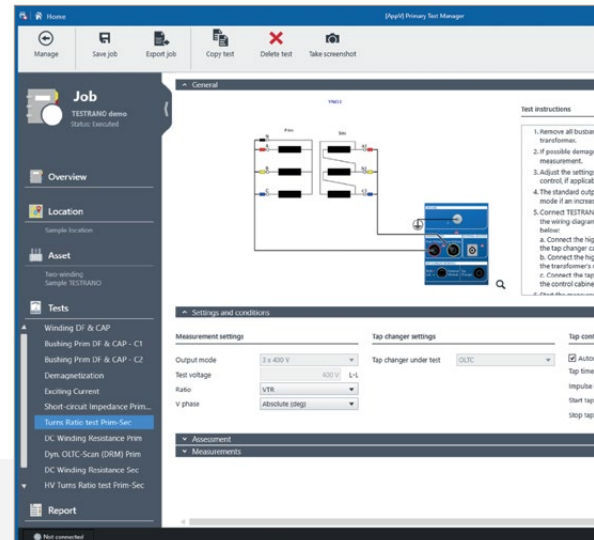 Home
[AppV] Primary Test Manager
Manage
Save job
Export job
Copy test
Delete test
Take screenshot
Job
TESTRANO demo
Status: Executed
Overview
Location
Sample location
Asset
Two-winding
Sample TESTRANO
Tests
Winding DF & CAP
Bushing Prim DF & CAP - C1
Bushing Prim DF & CAP - C2
Demagnetization
Exciting Current
Short-circuit Impedance Prim...
Turns Ratio test Prim-Sec
DC Winding Resistance Prim
Dyn. OLTC-Scan (DRM) Prim
DC Winding Resistance Sec
HV Turns Ratio test Prim-Sec
Report
Not connected
General
Prim
Sec
Test instructions
1. Remove all busbar
transformer.
2. If possible demag
measurement.
3. Adjust the settings
control, if applicab
4. The standard outp
mode if an increas
5. Connect TESTRAN
the wiring diagram
below:
a. Connect the hig
the tap changer ca
b. Connect the hig
the transformer's
c. Connect the tap
the control cabine
Settings and conditions
Measurement settings
Tap changer settings
Tap cont
Output mode
3 x 400 V
Tap changer under test
OLTC
Auto
Test voltage
400 V
L-L
Tap time
Ratio
VTR
Impulse
V phase
Absolute (deg)
Start tap
Stop tap
Assessment
Measurements